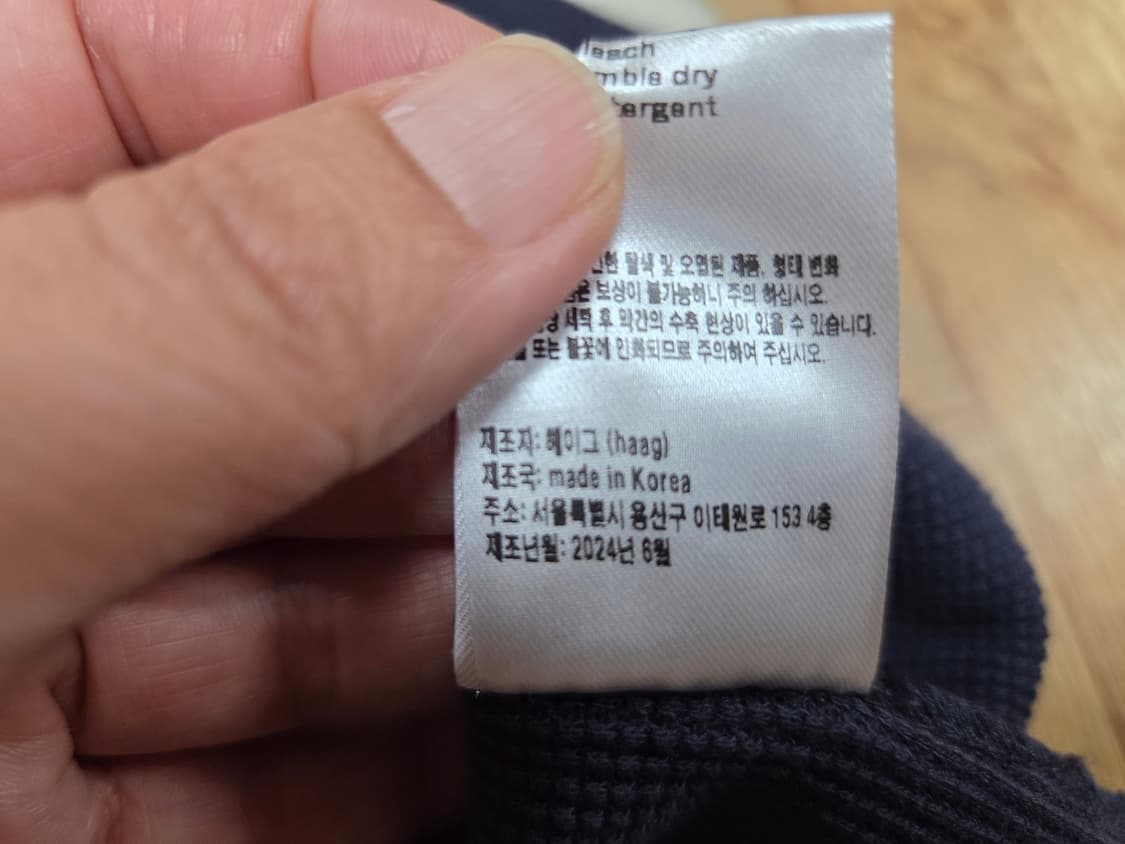 leach
mble dry
tergent
한 탈색 및 오염된 제품, 형태 변화
은 보상이 불가능하니 주의 하십시오.
세탁 후 약간의 수축 현상이 있을 수 있습니다.
또는 불꽃에 인화되므로 주의하여 주십시오.
제조자: 헤이그 (haag)
제조국: made in Korea
주소: 서울특별시 용산구 이태원로 153 4층
제조년월: 2024년 6월